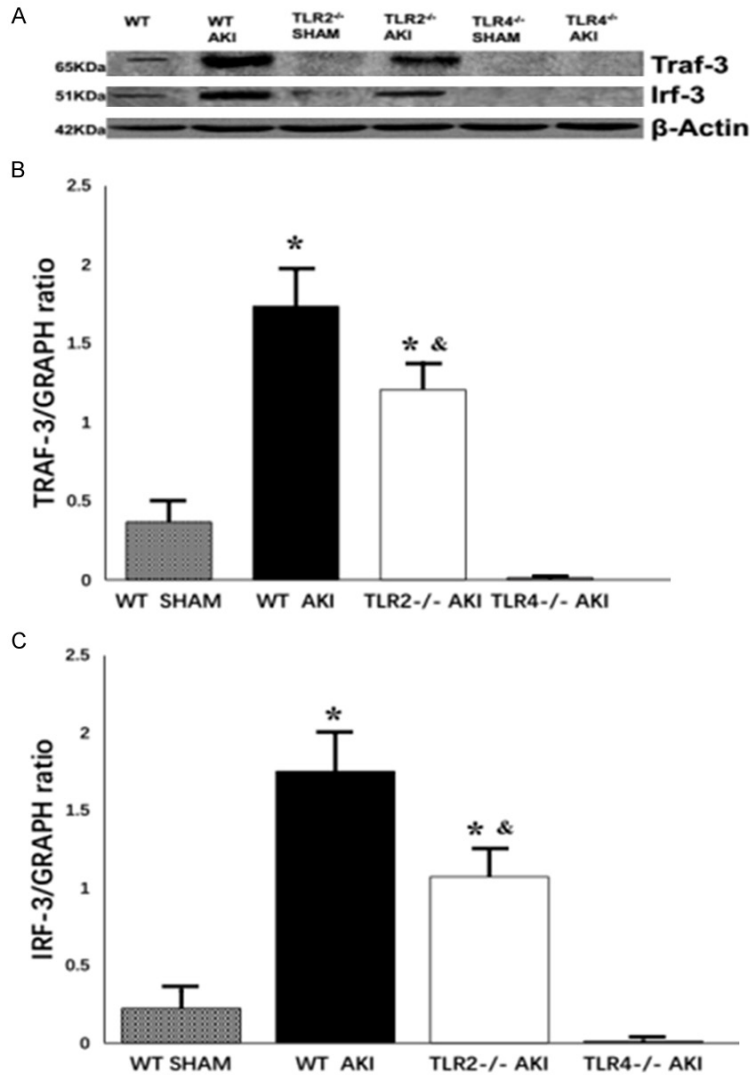 A
WT WT AKI TLR2-/- SHAM TLR2-/- AKI TLR4-/- SHAM TLR4-/- AKI
65KDa Traf-3
51KDa Irf-3
42KDa β-Actin
B
TRAF-3/GRAPH ratio
2.5
2
1.5
1
0.5
0
*
* &
WT SHAM WT AKI TLR2-/- AKI TLR4-/- AKI
C
IRF-3/GRAPH ratio
2.5
2
1.5
1
0.5
0
*
* &
WT SHAM WT AKI TLR2-/- AKI TLR4-/- AKI